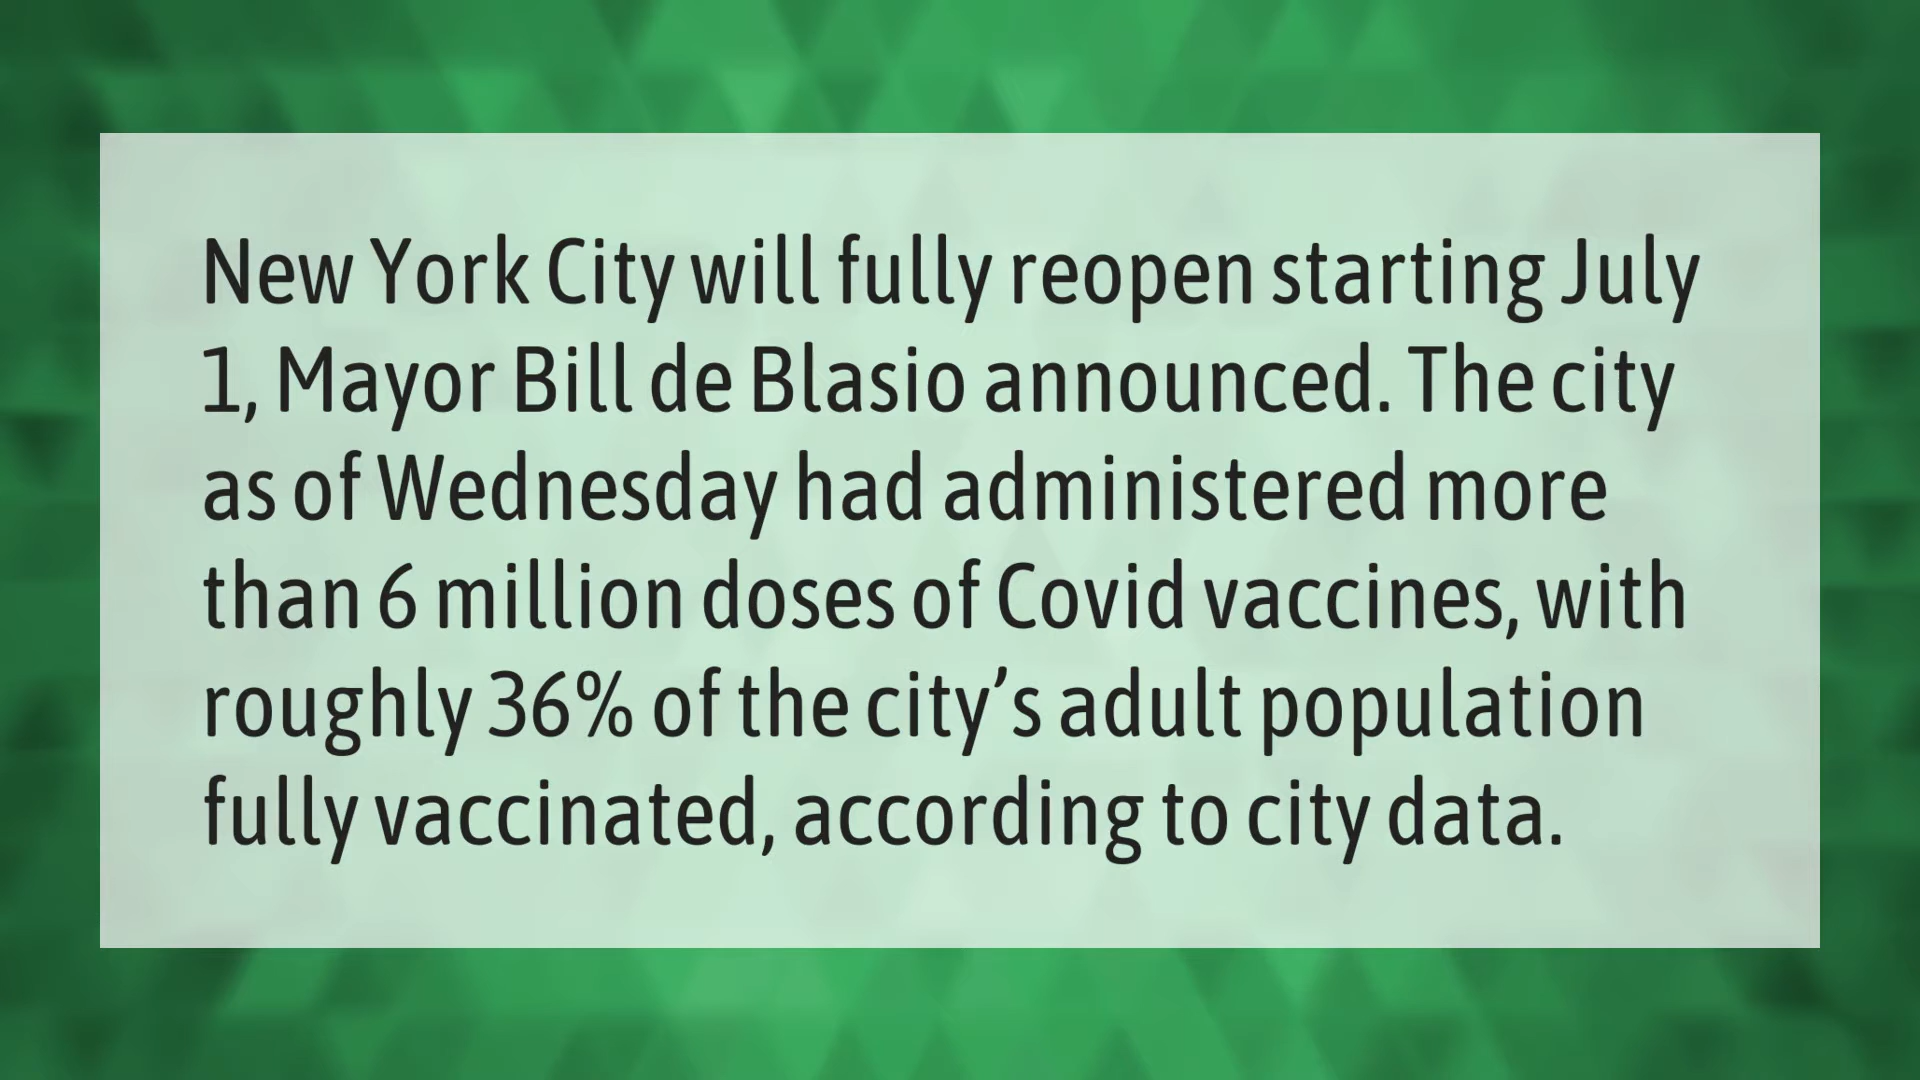 New York City will fully reopen starting July
1, Mayor Bill de Blasio announced. The city
as of Wednesday had administered more
than 6 million doses of Covid vaccines, with
roughly 36% of the city’s adult population
fully vaccinated, according to city data.